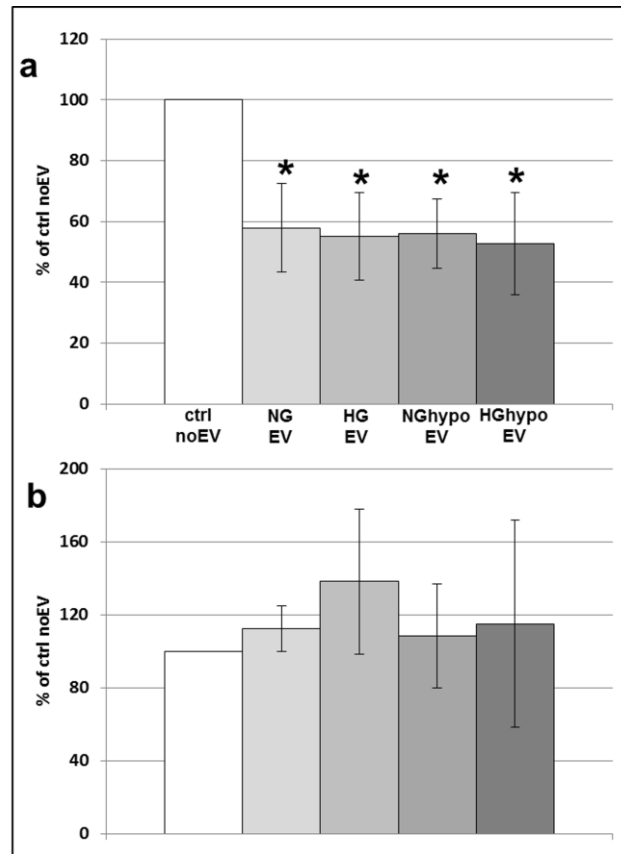 a
120
100
80
60
40
20
0
% of ctrl noEV
* * * *
ctrl noEV
NG EV
HG EV
NGhypo EV
HGhypo EV
b
200
160
120
80
40
0
% of ctrl noEV